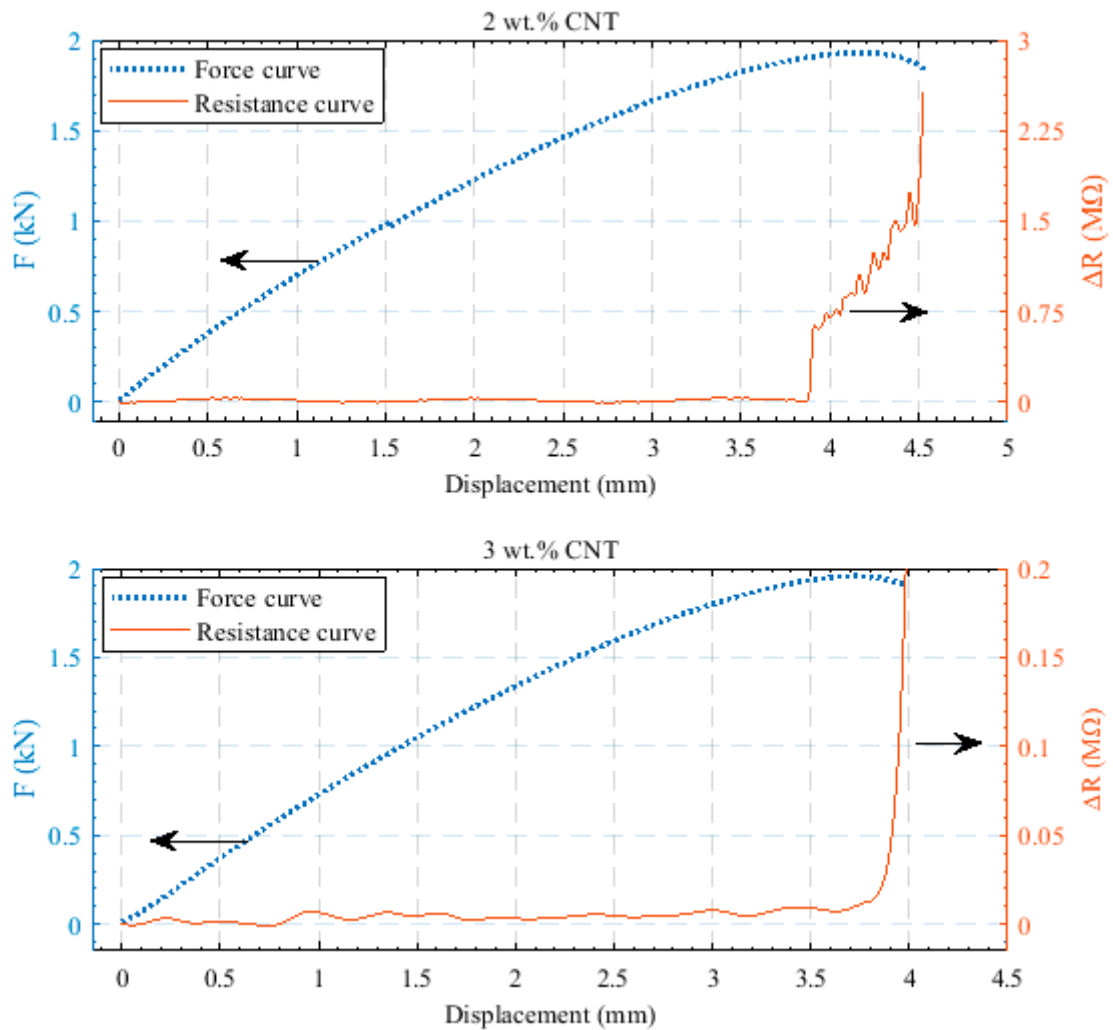 2 wt.% CNT
Force curve
Resistance curve
F (kN)
2
1.5
1
0.5
0
ΔR (MΩ)
3
2.25
1.5
0.75
0
0 0.5 1 1.5 2 2.5 3 3.5 4 4.5 5
Displacement (mm)
3 wt.% CNT
Force curve
Resistance curve
F (kN)
2
1.5
1
0.5
0
ΔR (MΩ)
0.2
0.15
0.1
0.05
0
0 0.5 1 1.5 2 2.5 3 3.5 4 4.5
Displacement (mm)